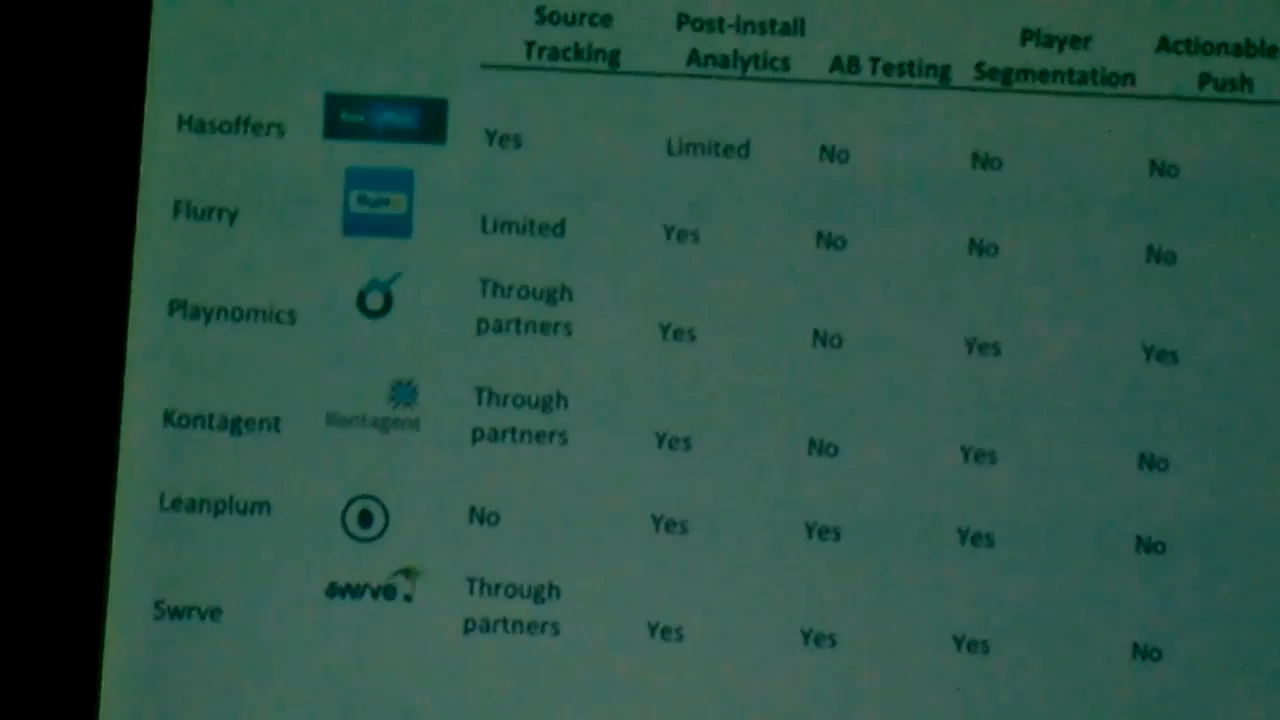 Source Tracking Post-install Analytics AB Testing Player Segmentation Actionable Push
Hasoffers Yes Limited No No No
Flurry Limited Yes No No No
Playnomics Through partners Yes No Yes Yes
Kontagent Kontagent Through partners Yes No Yes No
Leanplum No Yes Yes Yes No
Swrve swrve Through partners Yes Yes Yes No